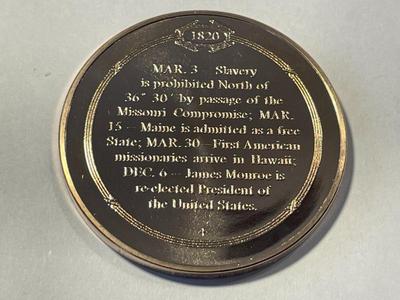 1820
MAR. 3 – Slavery
is prohibited North of
36° 30′ by passage of the
Missouri Compromise; MAR.
15 – Maine is admitted as a free
State; MAR. 30 – First American
missionaries arrive in Hawaii;
DEC. 6 – James Monroe is
re-elected President of
the United States.